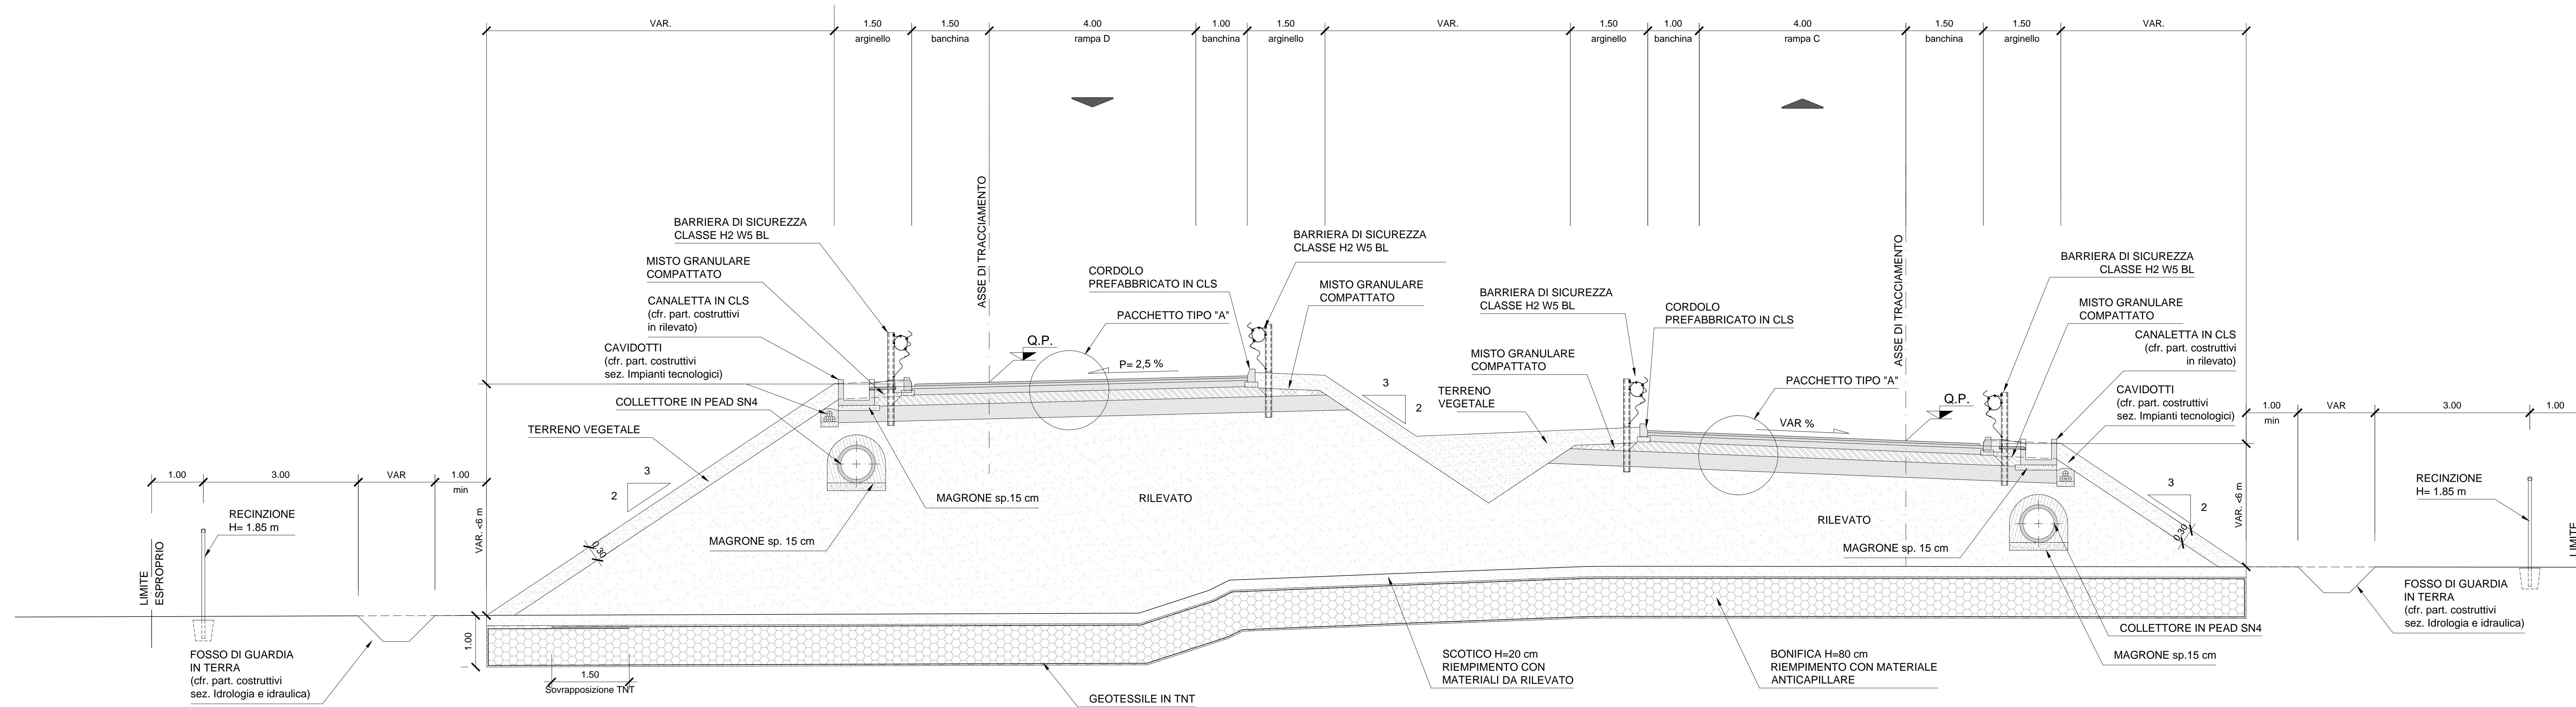 VAR.
1.50
1.50
4.00
1.00
1.50
VAR.
1.50
1.00
4.00
1.50
1.50
VAR.
arginello
banchina
rampa D
banchina
arginello
arginello
banchina
rampa C
banchina
arginello
ASSE DI TRACCIAMENTO
ASSE DI TRACCIAMENTO
BARRIERA DI SICUREZZA
CLASSE H2 W5 BL
MISTO GRANULARE
COMPATTATO
CANALETTA IN CLS
(cfr. part. costruttivi
in rilevato)
CAVIDOTTI
(cfr. part. costruttivi
sez. Impianti tecnologici)
COLLETTORE IN PEAD SN4
TERRENO VEGETALE
Q.P.
CORDOLO
PREFABBRICATO IN CLS
PACCHETTO TIPO "A"
P= 2,5 %
BARRIERA DI SICUREZZA
CLASSE H2 W5 BL
MISTO GRANULARE
COMPATTATO
3
2
BARRIERA DI SICUREZZA
CLASSE H2 W5 BL
MISTO GRANULARE
COMPATTATO
TERRENO
VEGETALE
CORDOLO
PREFABBRICATO IN CLS
PACCHETTO TIPO "A"
VAR %
Q.P.
BARRIERA DI SICUREZZA
CLASSE H2 W5 BL
MISTO GRANULARE
COMPATTATO
CANALETTA IN CLS
(cfr. part. costruttivi
in rilevato)
CAVIDOTTI
(cfr. part. costruttivi
sez. Impianti tecnologici)
1.00
min
VAR
3.00
1.00
1.00
3.00
VAR
1.00
min
3
2
RECINZIONE
H= 1.85 m
LIMITE
ESPROPRIO
VAR. <6 m
0.30
MAGRONE sp.15 cm
MAGRONE sp. 15 cm
RILEVATO
RILEVATO
MAGRONE sp. 15 cm
3
2
0.30
VAR. <6 m
RECINZIONE
H= 1.85 m
LIMITE
FOSSO DI GUARDIA
IN TERRA
(cfr. part. costruttivi
sez. Idrologia e idraulica)
1.00
1.50
Sovrapposizione TNT
GEOTESSILE IN TNT
SCOTICO H=20 cm
RIEMPIMENTO CON
MATERIALI DA RILEVATO
BONIFICA H=80 cm
RIEMPIMENTO CON MATERIALE
ANTICAPILLARE
COLLETTORE IN PEAD SN4
MAGRONE sp.15 cm
FOSSO DI GUARDIA
IN TERRA
(cfr. part. costruttivi
sez. Idrologia e idraulica)